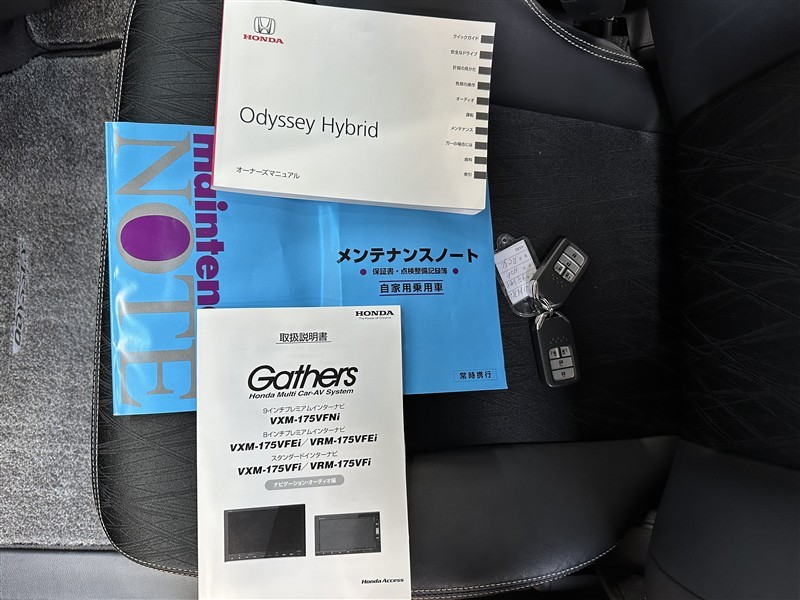 HONDA
Odyssey Hybrid
オーナーズマニュアル
クイックガイド
安全なドライブ
計器の見かた
各部の操作
オーディオ
運転
メンテナンス
万一の場合には
資料
索引
maintenance
NOTE
メンテナンスノート
● 保証書・点検整備記録簿 ●
自家用乗用車
常時携行
HONDA
The Power of Dreams
取扱説明書
Gathers
Honda Multi Car-AV System
9インチプレミアムインターナビ
VXM-175VFNi
8インチプレミアムインターナビ
VXM-175VFEi/VRM-175VFEi
スタンダードインターナビ
VXM-175VFi/VRM-175VFi
ナビゲーション・オーディオ編
Honda Access